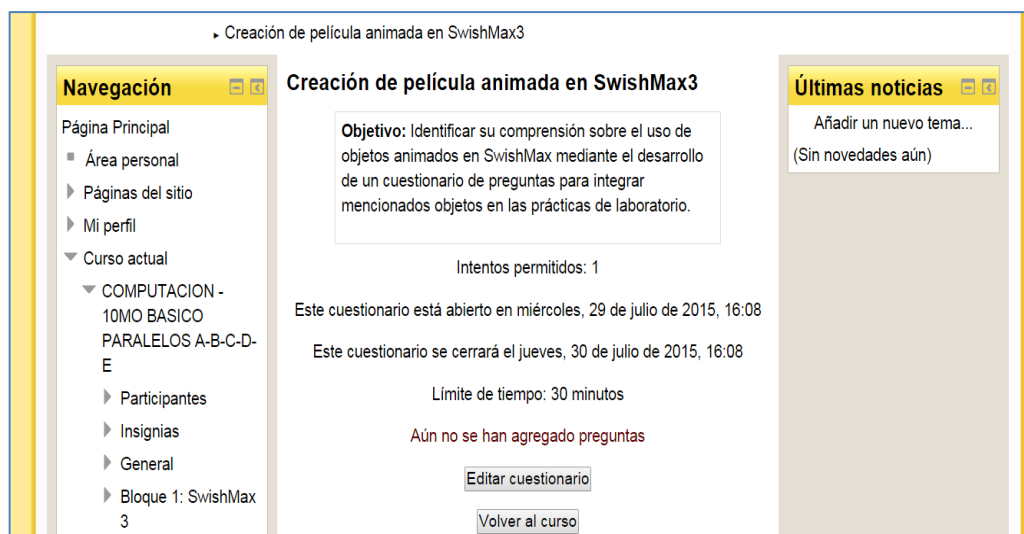 ▸ Creación de película animada en SwishMax3
Navegación
Página Principal
Área personal
Páginas del sitio
Mi perfil
Curso actual
COMPUTACION -
10MO BASICO
PARALELOS A-B-C-D-
E
Participantes
Insignias
General
Bloque 1: SwishMax
3
Creación de película animada en SwishMax3
Objetivo: Identificar su comprensión sobre el uso de
objetos animados en SwishMax mediante el desarrollo
de un cuestionario de preguntas para integrar
mencionados objetos en las prácticas de laboratorio.
Intentos permitidos: 1
Este cuestionario está abierto en miércoles, 29 de julio de 2015, 16:08
Este cuestionario se cerrará el jueves, 30 de julio de 2015, 16:08
Límite de tiempo: 30 minutos
Aún no se han agregado preguntas
Editar cuestionario
Volver al curso
Últimas noticias
Añadir un nuevo tema...
(Sin novedades aún)